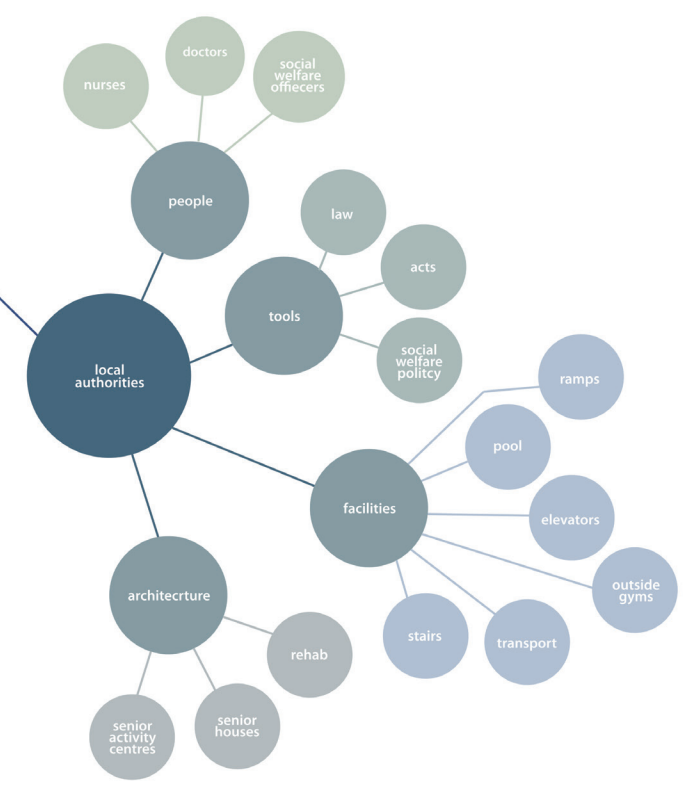 doctors
social
welfare
offiecers
nurses
people
law
acts
tools
social
welfare
politcy
local
authorities
ramps
pool
facilities
elevators
outside
gyms
architecrture
stairs
transport
rehab
senior
activity
centres
senior
houses